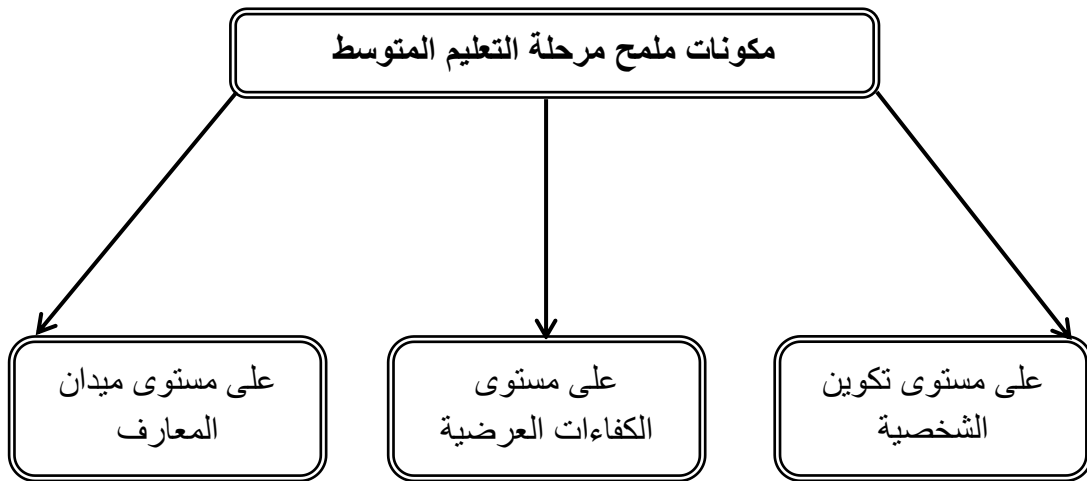 مكونات ملمح مرحلة التعليم المتوسط
على مستوى تكوين
الشخصية
على مستوى
الكفاءات العرضية
على مستوى ميدان
المعارف